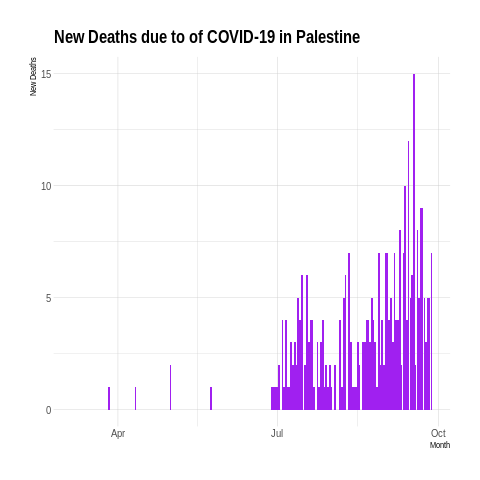 New Deaths due to of COVID-19 in Palestine
New Deaths
15
10
5
0
Apr
Jul
Oct
Month